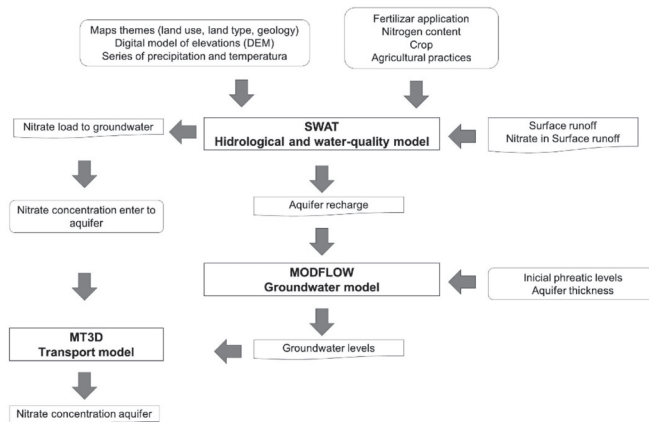 Maps themes (land use, land type, geology)
Digital model of elevations (DEM)
Series of precipitation and temperatura
Fertilizar application
Nitrogen content
Crop
Agricultural practices
Nitrate load to groundwater
SWAT
Hidrological and water-quality model
Surface runoff
Nitrate in Surface runoff
Nitrate concentration enter to
aquifer
Aquifer recharge
MODFLOW
Groundwater model
Inicial phreatic levels
Aquifer thickness
MT3D
Transport model
Groundwater levels
Nitrate concentration aquifer